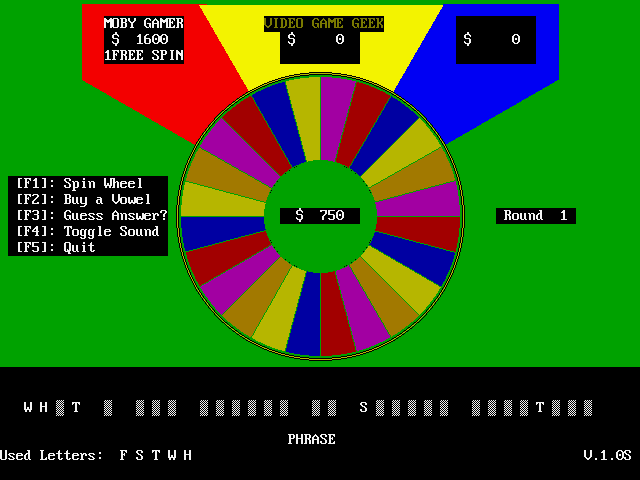 MOBY GAMER
$ 1600
1FREE SPIN
VIDEO GAME GEEK
$ 0
$ 0
[F1]: Spin Wheel
[F2]: Buy a Vowel
[F3]: Guess Answer?
[F4]: Toggle Sound
[F5]: Quit
$ 750
Round 1
W H T S T
PHRASE
Used Letters: F S T W H
V.1.0S